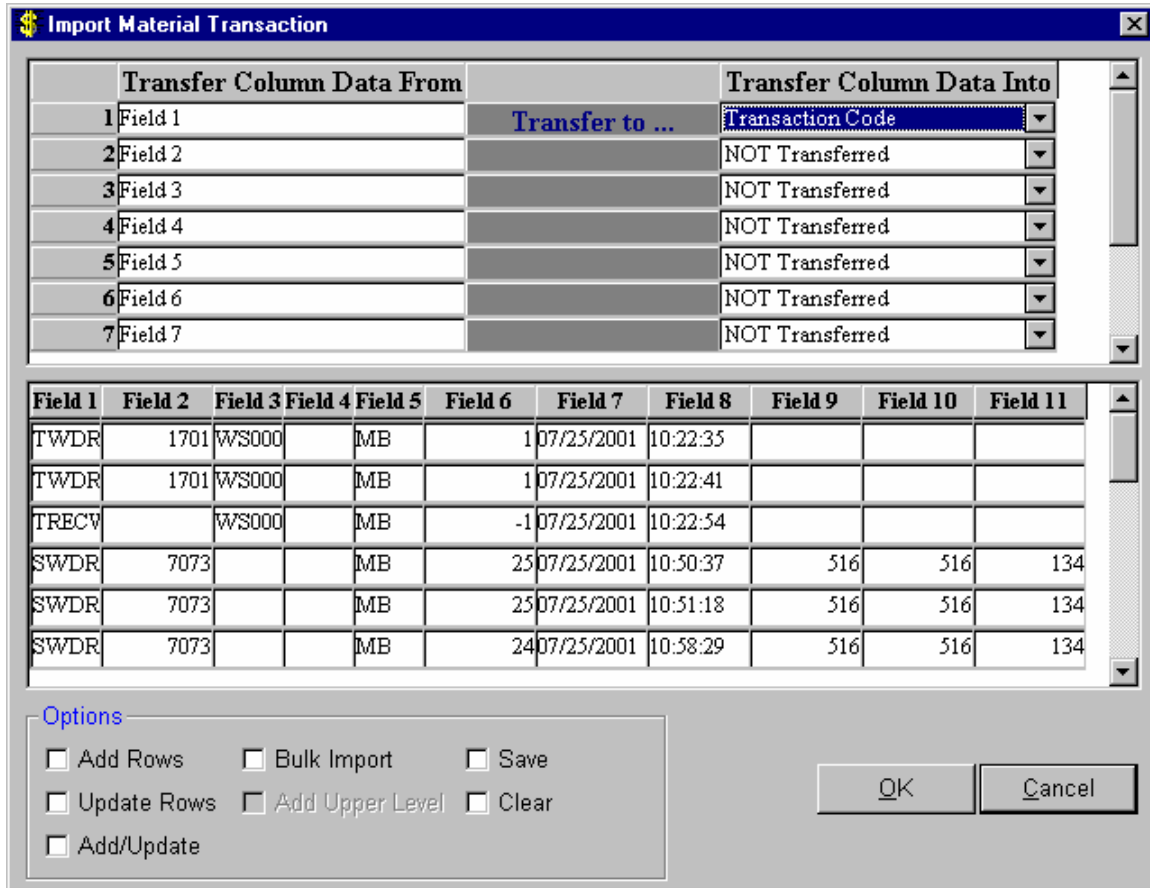 Import Material Transaction
Transfer Column Data From Transfer Column Data Into
1 Field 1 Transfer to ... Transaction Code
2 Field 2 NOT Transferred
3 Field 3 NOT Transferred
4 Field 4 NOT Transferred
5 Field 5 NOT Transferred
6 Field 6 NOT Transferred
7 Field 7 NOT Transferred
Field 1 Field 2 Field 3 Field 4 Field 5 Field 6 Field 7 Field 8 Field 9 Field 10 Field 11
TWDR 1701 WS000 MB 1 07/25/2001 10:22:35
TWDR 1701 WS000 MB 1 07/25/2001 10:22:41
TRECV WS000 MB -1 07/25/2001 10:22:54
SWDR 7073 MB 25 07/25/2001 10:50:37 516 516 134
SWDR 7073 MB 25 07/25/2001 10:51:18 516 516 134
SWDR 7073 MB 24 07/25/2001 10:58:29 516 516 134
Options
Add Rows Bulk Import Save
Update Rows Add Upper Level Clear
Add/Update
OK Cancel